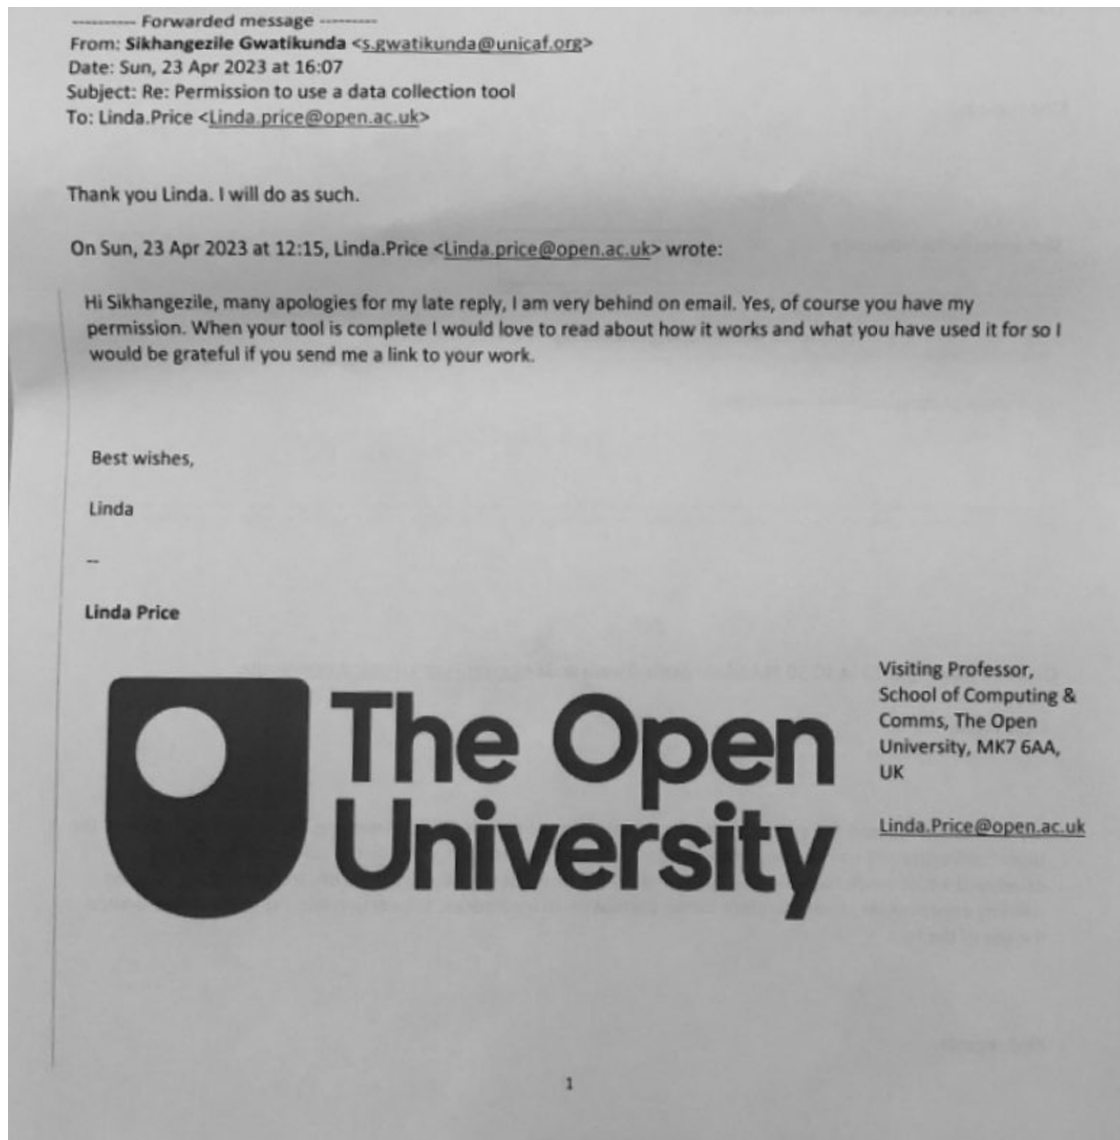 ---------- Forwarded message ---------
From: Sikhangezile Gwatikunda <s.gwatikunda@unicaf.org>
Date: Sun, 23 Apr 2023 at 16:07
Subject: Re: Permission to use a data collection tool
To: Linda.Price <Linda.price@open.ac.uk>
Thank you Linda. I will do as such.
On Sun, 23 Apr 2023 at 12:15, Linda.Price <Linda.price@open.ac.uk> wrote:
Hi Sikhangezile, many apologies for my late reply, I am very behind on email. Yes, of course you have my
permission. When your tool is complete I would love to read about how it works and what you have used it for so I
would be grateful if you send me a link to your work.
Best wishes,
Linda
--
Linda Price
The Open
University
Visiting Professor,
School of Computing &
Comms, The Open
University, MK7 6AA,
UK
Linda.Price@open.ac.uk
1